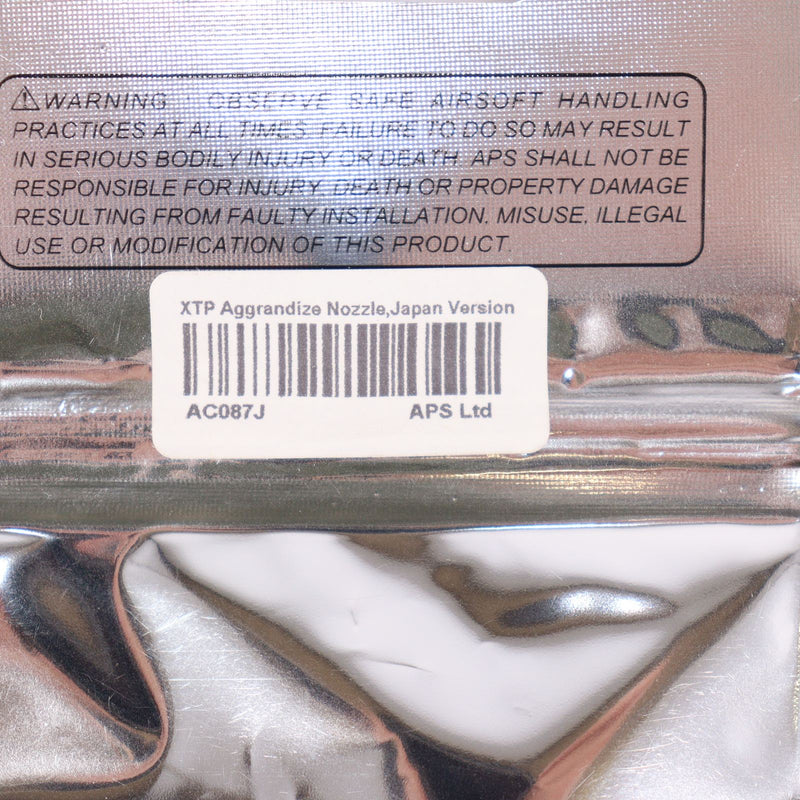 ⚠WARNING : OBSERVE SAFE AIRSOFT HANDLING
PRACTICES AT ALL TIMES. FAILURE TO DO SO MAY RESULT
IN SERIOUS BODILY INJURY OR DEATH. APS SHALL NOT BE
RESPONSIBLE FOR INJURY, DEATH OR PROPERTY DAMAGE
RESULTING FROM FAULTY INSTALLATION, MISUSE, ILLEGAL
USE OR MODIFICATION OF THIS PRODUCT.
XTP Aggrandize Nozzle,Japan Version
AC087J APS Ltd